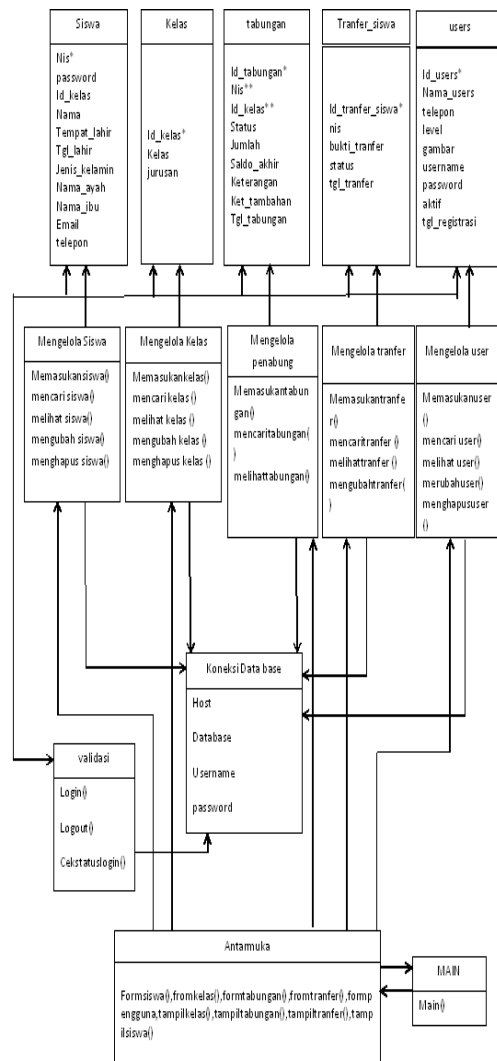 Siswa
Nis*
password
Id_kelas
Nama
Tempat_lahir
Tgl_lahir
Jenis_kelamin
Nama_ayah
Nama_ibu
Email
telepon
Kelas
Id_kelas*
Kelas
jurusan
tabungan
Id_tabungan*
Nis**
Id_kelas**
Status
Jumlah
Saldo_akhir
Keterangan
Ket_tambahan
Tgl_tabungan
Tranfer_siswa
Id_tranfer_siswa*
nis
bukti_tranfer
status
tgl_tranfer
users
Id_users*
Nama_users
telepon
level
gambar
username
password
aktif
tgl_registrasi
Mengelola Siswa
Memasukansiswa()
mencari siswa()
melihat siswa()
mengubah siswa()
menghapus siswa()
Mengelola Kelas
Memasukankelas()
mencari kelas ()
melihat kelas ()
mengubah kelas ()
menghapus kelas ()
Mengelola
penabung
Memasukantabu
ngan()
mencaritabungan(
)
melihattabungan()
Mengelola tranfer
Memasukantranfe
r()
mencaritranfer ()
melihattranfer ()
mengubahtranfer(
)
Mengelola user
Memasukanuser
()
mencari user()
melihat user()
merubahuser()
menghapususer
()
Koneksi Data base
Host
Database
Username
password
validasi
Login()
Logout()
Cekstatuslogin()
Antarmuka
Formsiswa(),fromkelas(),formtabungan(),fromtranfer(),formp
engguna,tampilkelas(),tampiltabungan(),tampiltranfer(),tamp
ilsiswa()
MAIN
Main()